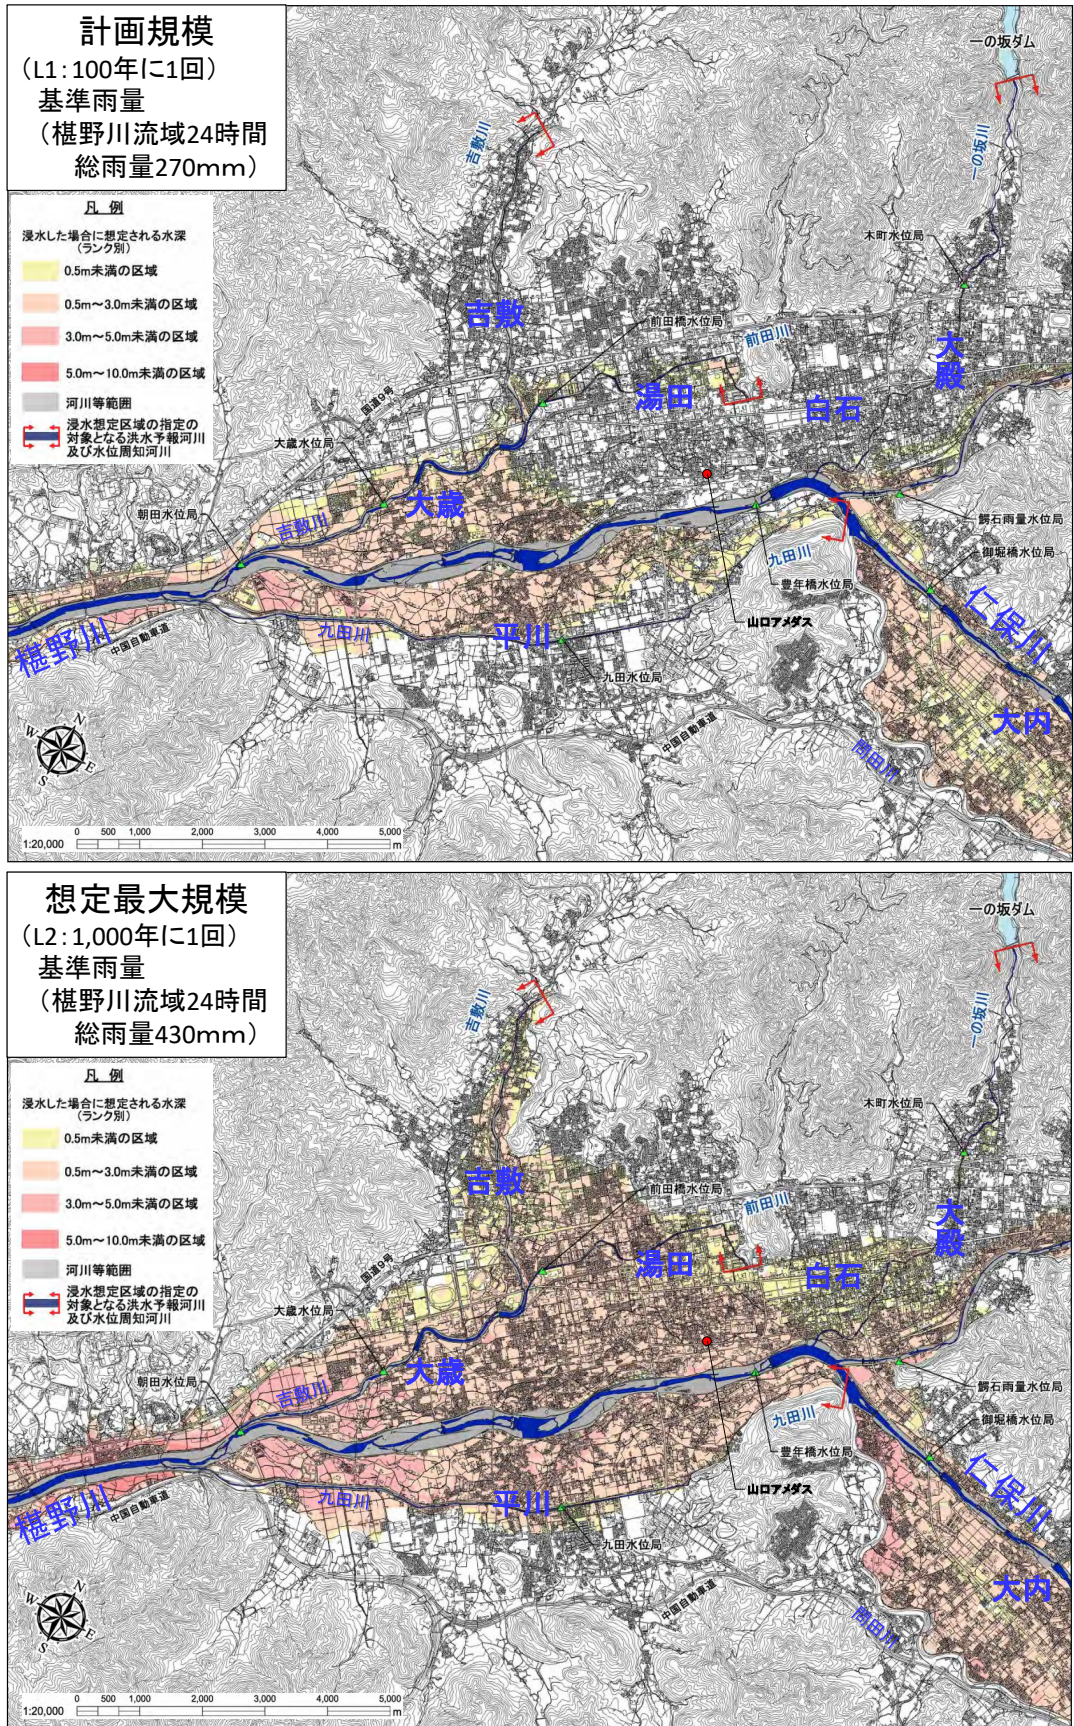 計画規模
（L1：100年に1回）
基準雨量
（椹野川流域24時間
総雨量270mm）
凡 例
浸水した場合に想定される水深
（ランク別）
0.5m未満の区域
0.5m～3.0m未満の区域
3.0m～5.0m未満の区域
5.0m～10.0m未満の区域
河川等範囲
浸水想定区域の指定の
対象となる洪水予報河川
及び水位周知河川
一の坂ダム
吉敷川
一の坂川
木町水位局
吉敷
前田橋水位局
前田川
大殿
湯田
白石
国道9号
大歳水位局
大歳
朝田水位局
吉敷川
鰐石雨量水位局
九田川
御堀橋水位局
豊年橋水位局
仁保川
山口アメダス
椹野川
中国自動車道
九田川
平川
九田水位局
大内
中国自動車道
問田川
N
W
E
S
0 500 1,000 2,000 3,000 4,000 5,000
1:20,000 m
想定最大規模
（L2：1,000年に1回）
基準雨量
（椹野川流域24時間
総雨量430mm）
凡 例
浸水した場合に想定される水深
（ランク別）
0.5m未満の区域
0.5m～3.0m未満の区域
3.0m～5.0m未満の区域
5.0m～10.0m未満の区域
河川等範囲
浸水想定区域の指定の
対象となる洪水予報河川
及び水位周知河川
一の坂ダム
吉敷川
一の坂川
木町水位局
吉敷
前田橋水位局
前田川
大殿
湯田
白石
国道9号
大歳水位局
大歳
朝田水位局
吉敷川
鰐石雨量水位局
九田川
御堀橋水位局
豊年橋水位局
仁保川
山口アメダス
椹野川
中国自動車道
九田川
平川
九田水位局
大内
中国自動車道
問田川
N
W
E
S
0 500 1,000 2,000 3,000 4,000 5,000
1:20,000 m